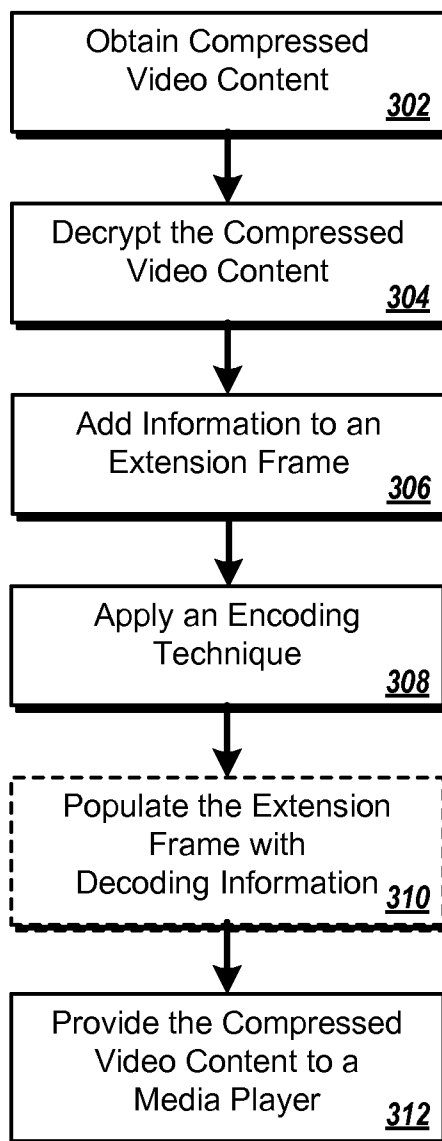 Obtain Compressed
Video Content
302
Decrypt the Compressed
Video Content
304
Add Information to an
Extension Frame
306
Apply an Encoding
Technique
308
Populate the Extension
Frame with
Decoding Information
310
Provide the Compressed
Video Content to a
Media Player
312